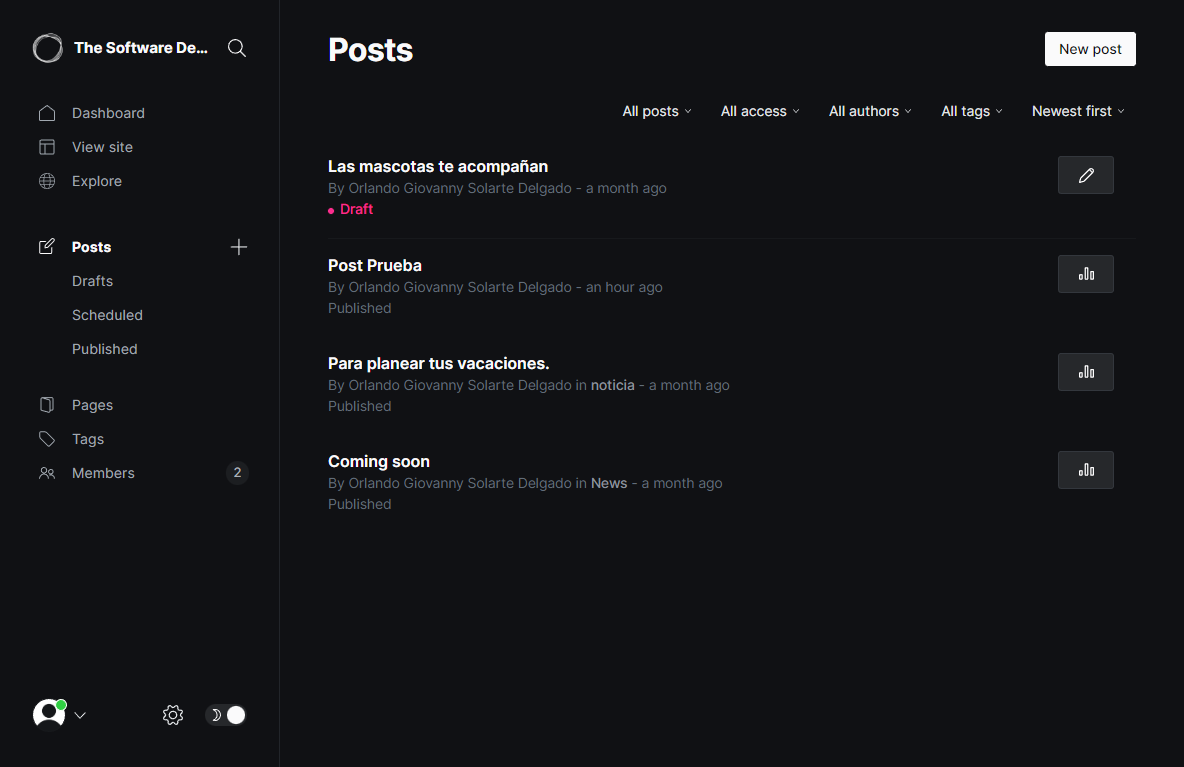 The Software De...
Dashboard
View site
Explore
Posts
Drafts
Scheduled
Published
Pages
Tags
Members 2
Posts
New post
All posts All access All authors All tags Newest first
Las mascotas te acompañan
By Orlando Giovanny Solarte Delgado - a month ago
Draft
Post Prueba
By Orlando Giovanny Solarte Delgado - an hour ago
Published
Para planear tus vacaciones.
By Orlando Giovanny Solarte Delgado in noticia - a month ago
Published
Coming soon
By Orlando Giovanny Solarte Delgado in News - a month ago
Published